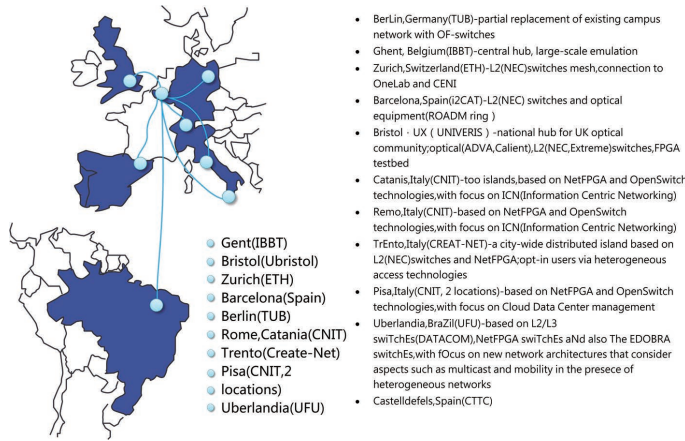 Gent(IBBT)
Bristol(Ubristol)
Zurich(ETH)
Barcelona(Spain)
Berlin(TUB)
Rome,Catania(CNIT)
Trento(Create-Net)
Pisa(CNIT,2
locations)
Uberlandia(UFU)
• BerLin,Germany(TUB)-partial replacement of existing campus
network with OF-switches
• Ghent, Belgium(IBBT)-central hub, large-scale emulation
• Zurich,Switzerland(ETH)-L2(NEC)switches mesh,connection to
OneLab and CENI
• Barcelona,Spain(i2CAT)-L2(NEC) switches and optical
equipment(ROADM ring )
• Bristol · UX ( UNIVERIS ) -national hub for UK optical
community;optical(ADVA,Calient),L2(NEC,Extreme)switches,FPGA
testbed
• Catanis,Italy(CNIT)-too islands,based on NetFPGA and OpenSwitch
technologies,with focus on ICN(Information Centric Networking)
• Remo,Italy(CNIT)-based on NetFPGA and OpenSwitch
technologies,with focus on ICN(Information Centric Networking)
• TrEnto,Italy(CREAT-NET)-a city-wide distributed island based on
L2(NEC)switches and NetFPGA;opt-in users via heterogeneous
access technologies
• Pisa,Italy(CNIT, 2 locations)-based on NetFPGA and OpenSwitch
technologies,with focus on Cloud Data Center management
• Uberlandia,BraZil(UFU)-based on L2/L3
swiTchEs(DATACOM),NetFPGA swiTchEs aNd also The EDOBRA
switchEs,with fOcus on new network architectures that consider
aspects such as multicast and mobility in the presece of
heterogeneous networks
• Castelldefels,Spain(CTTC)